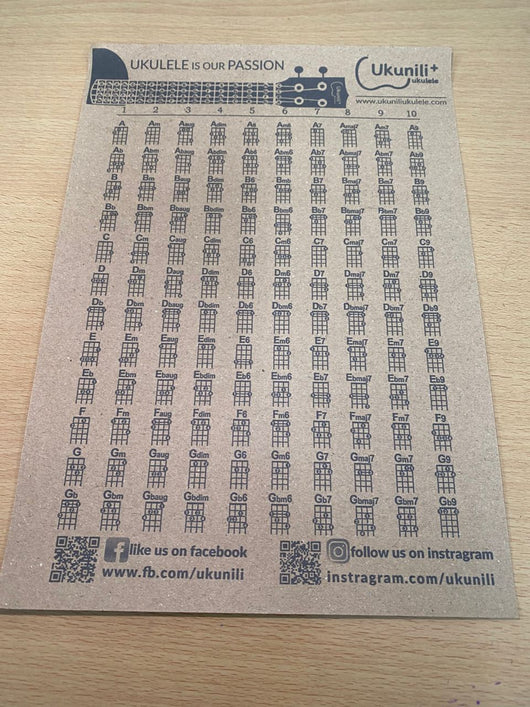 UKULELE IS OUR PASSION
Ukunili+
ukulele
www.ukuniliukulele.com
1 2 3 4 5 6 7 8 9 10
A Am Aaug Adim A6 Am6 A7 Amaj7 Am7 A9
Ab Abm Abaug Abdim Ab6 Abm6 Ab7 Abmaj7 Abm7 Ab9
B Bm Baug Bdim B6 Bm6 B7 Bmaj7 Bm7 B9
Bb Bbm Bbaug Bbdim Bb6 Bbm6 Bb7 Bbmaj7 Bbm7 Bb9
C Cm Caug Cdim C6 Cm6 C7 Cmaj7 Cm7 C9
D Dm Daug Ddim D6 Dm6 D7 Dmaj7 Dm7 D9
Db Dbm Dbaug Dbdim Db6 Dbm6 Db7 Dbmaj7 Dbm7 Db9
E Em Eaug Edim E6 Em6 E7 Emaj7 Em7 E9
Eb Ebm Ebaug Ebdim Eb6 Ebm6 Eb7 Ebmaj7 Ebm7 Eb9
F Fm Faug Fdim F6 Fm6 F7 Fmaj7 Fm7 F9
G Gm Gaug Gdim G6 Gm6 G7 Gmaj7 Gm7 G9
Gb Gbm Gbaug Gbdim Gb6 Gbm6 Gb7 Gbmaj7 Gbm7 Gb9
like us on facebook
www.fb.com/ukunili
follow us on instragram
instragram.com/ukunili